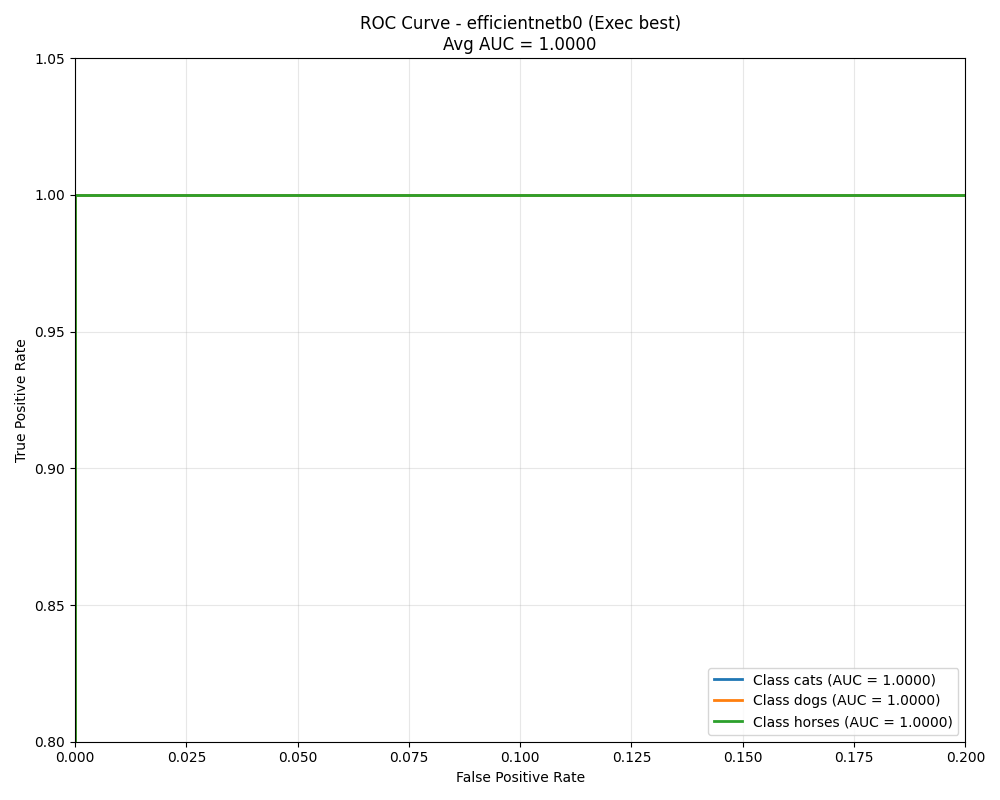 ROC Curve - efficientnetb0 (Exec best)
Avg AUC = 1.0000
1.05
1.00
0.95
0.90
0.85
0.80
True Positive Rate
0.000 0.025 0.050 0.075 0.100 0.125 0.150 0.175 0.200
False Positive Rate
Class cats (AUC = 1.0000)
Class dogs (AUC = 1.0000)
Class horses (AUC = 1.0000)